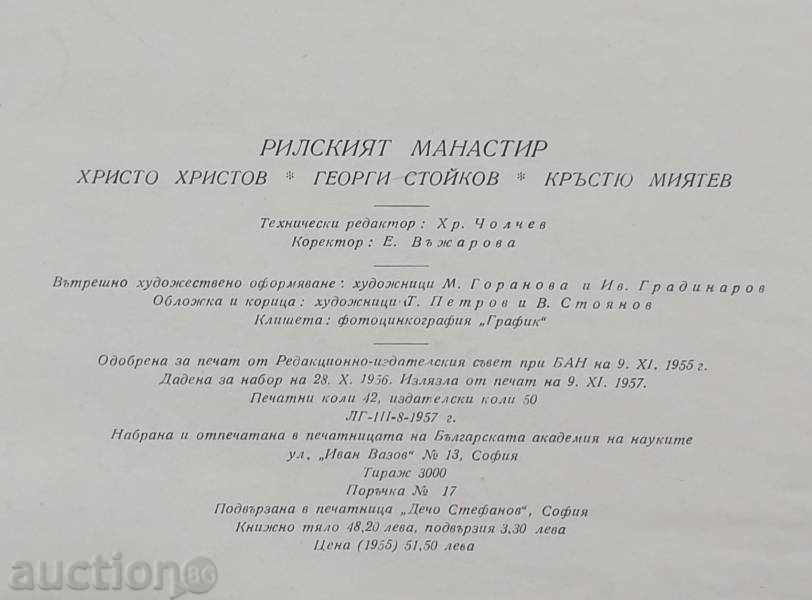 РИЛСКИЯТ МАНАСТИР
ХРИСТО ХРИСТОВ * ГЕОРГИ СТОЙКОВ * КРЪСТЮ МИЯТЕВ
Технически редактор: Хр. Чолчев
Коректор: Е. Въжарова
Вътрешно художествено оформяване: художници М. Горанова и Ив. Градинаров
Обложка и корица: художници Т. Петров и В. Стоянов
Клишета: фотоцинкография „График“
Одобрена за печат от Редакционно-издателския съвет при БАН на 9. XI. 1955 г.
Дадена за набор на 28. X. 1956. Излязла от печат на 9. XI. 1957.
Печатни коли 42, издателски коли 50
ЛГ-III-8-1957 г.
Набрана и отпечатана в печатницата на Българската академия на науките
ул. „Иван Вазов“ № 13, София
Тираж 3000
Поръчка № 17
Подвързана в печатница „Дечо Стефанов“, София
Книжно тяло 48,20 лева, подвързия 3,30 лева
Цена (1955) 51,50 лева
auction.BG